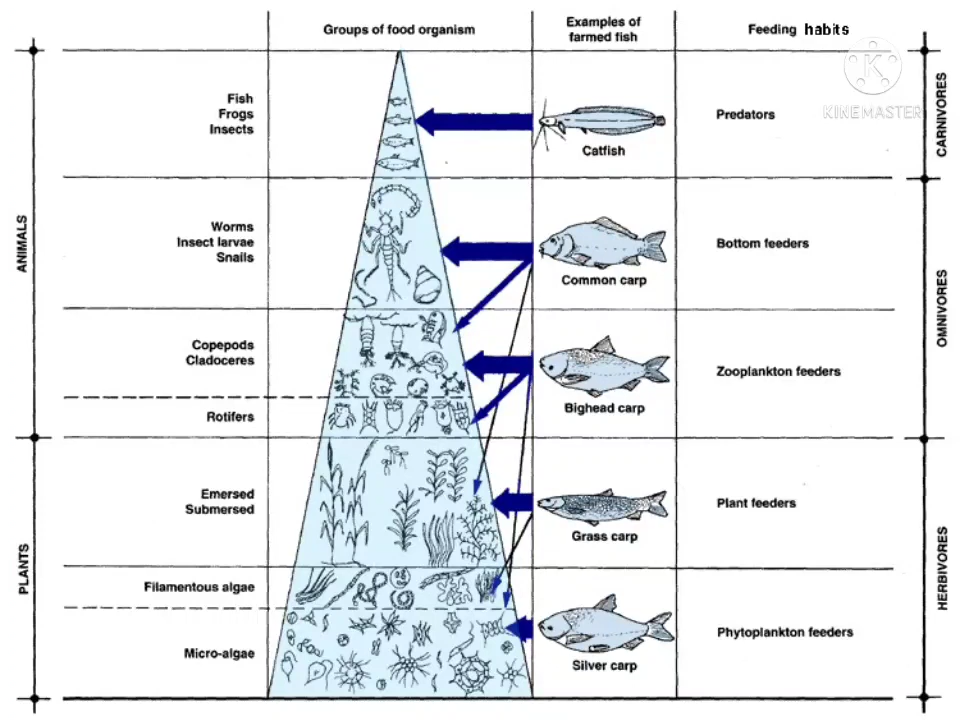 Groups of food organism
Examples of
farmed fish
Feeding habits
KINEMASTER
Fish
Frogs
Insects
Catfish
Predators
CARNIVORES
ANIMALS
Worms
Insect larvae
Snails
Common carp
Bottom feeders
OMNIVORES
Copepods
Cladoceres
Rotifers
Bighead carp
Zooplankton feeders
PLANTS
Emersed
Submersed
Grass carp
Plant feeders
HERBIVORES
Filamentous algae
Micro-algae
Silver carp
Phytoplankton feeders